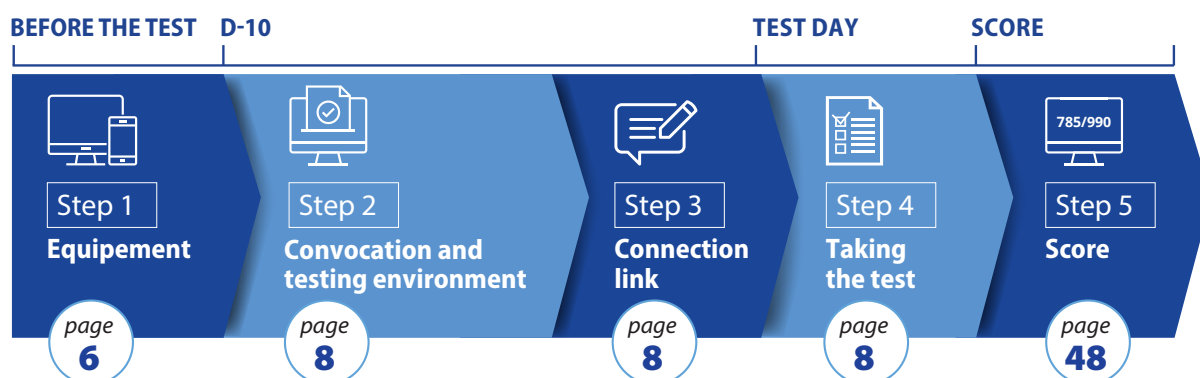 BEFORE THE TEST
D-10
TEST DAY
SCORE
785/990
Step 1
Equipement
page
6
Step 2
Convocation and
testing environment
page
8
Step 3
Connection
link
page
8
Step 4
Taking
the test
page
8
Step 5
Score
page
48